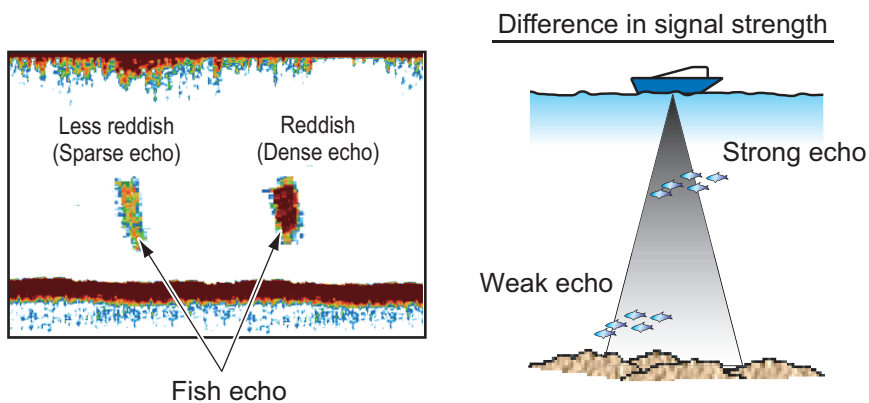 Less reddish
(Sparse echo)
Reddish
(Dense echo)
Fish echo
Difference in signal strength
Strong echo
Weak echo